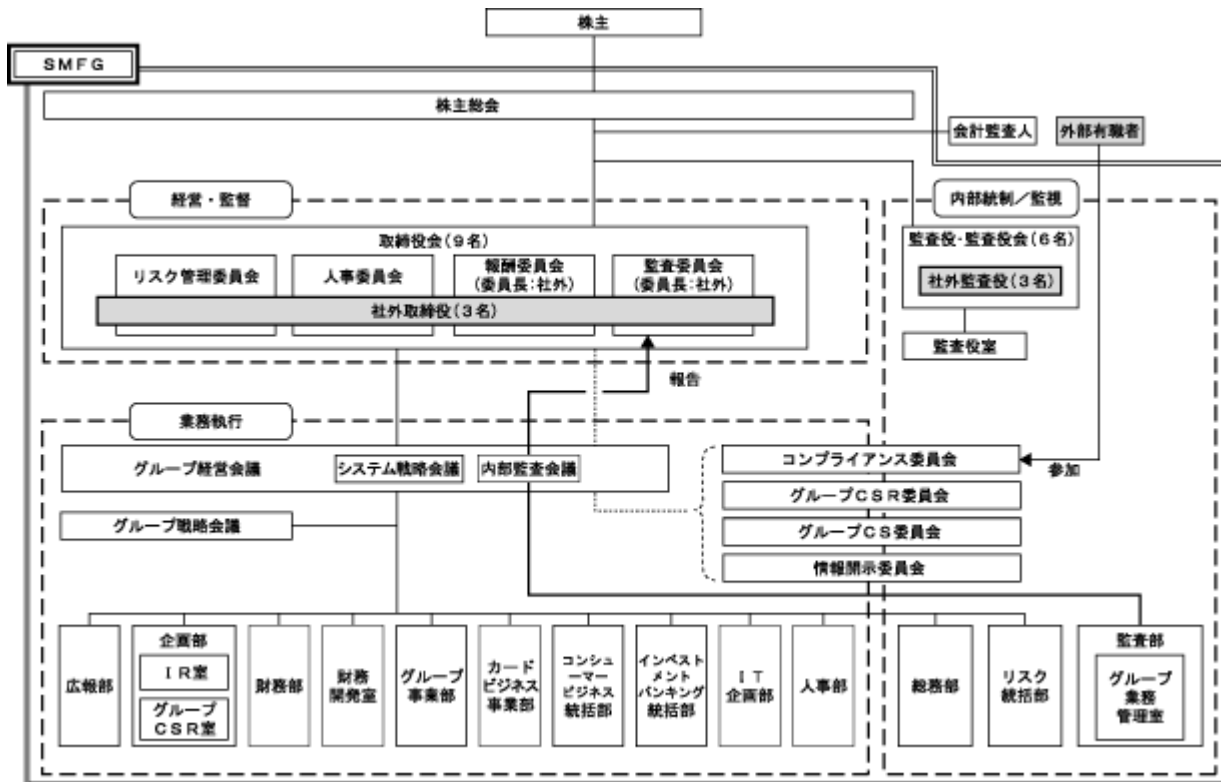 株主
ＳＭＦＧ
株主総会
会計監査人
外部有職者
経営・監督
内部統制／監視
取締役会（９名）
監査役・監査役会（６名）
リスク管理委員会
人事委員会
報酬委員会
（委員長：社外）
監査委員会
（委員長：社外）
社外取締役（３名）
社外監査役（３名）
監査役室
報告
業務執行
グループ経営会議
システム戦略会議
内部監査会議
コンプライアンス委員会
参加
グループＣＳＲ委員会
グループ戦略会議
グループＣＳ委員会
情報開示委員会
広報部
企画部
ＩＲ室
グループ
ＣＳＲ室
財務部
財務
開発室
グループ
事業部
カード
ビジネス
事業部
コンシュ
ーマー
ビジネス
統括部
インベスト
メント
バンキング
統括部
ＩＴ
企画部
人事部
総務部
リスク
統括部
監査部
グループ
業務
管理室